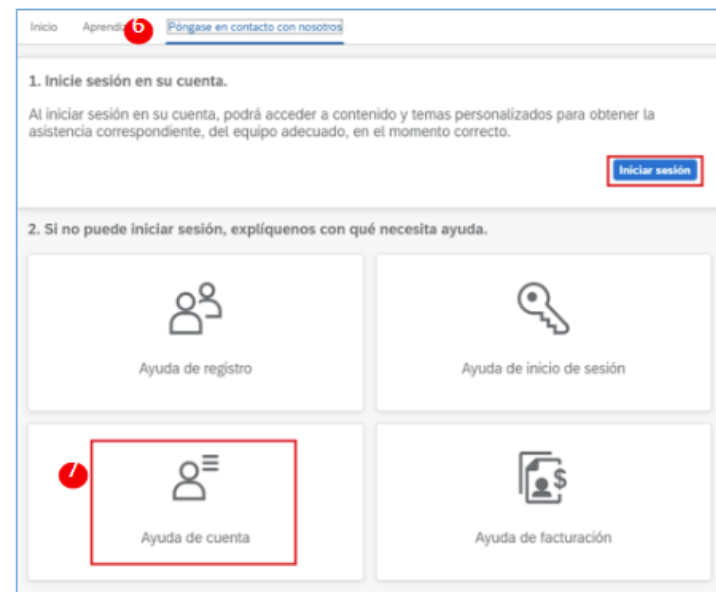 Inicio Aprendiz 6 Póngase en contacto con nosotros
1. Inicie sesión en su cuenta.
Al iniciar sesión en su cuenta, podrá acceder a contenido y temas personalizados para obtener la
asistencia correspondiente, del equipo adecuado, en el momento correcto.
Iniciar sesión
2. Si no puede iniciar sesión, explíquenos con qué necesita ayuda.
Ayuda de registro
Ayuda de inicio de sesión
7
$
Ayuda de cuenta
Ayuda de facturación